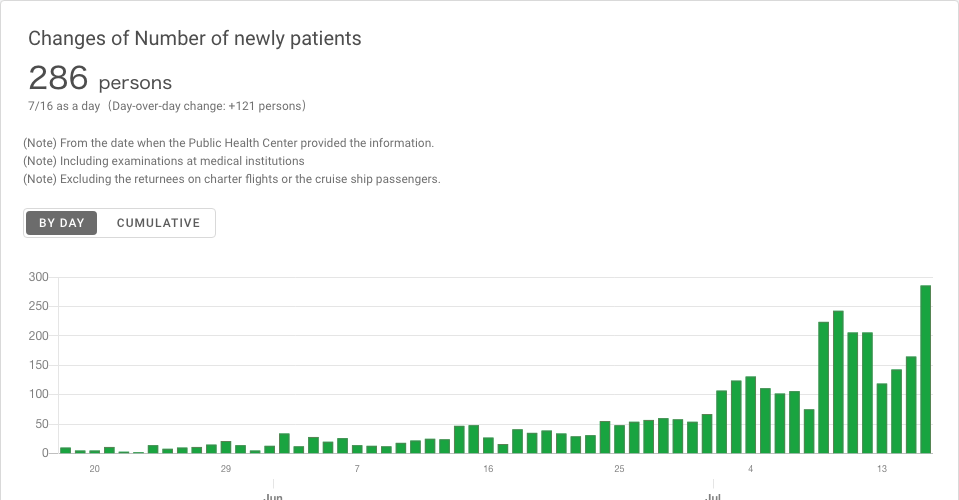 Changes of Number of newly patients
286 persons
7/16 as a day（Day-over-day change: +121 persons）
(Note) From the date when the Public Health Center provided the information.
(Note) Including examinations at medical institutions
(Note) Excluding the returnees on charter flights or the cruise ship passengers.
BY DAY CUMULATIVE
300
250
200
150
100
50
0
20 29 7 16 25 4 13
Jun Jul